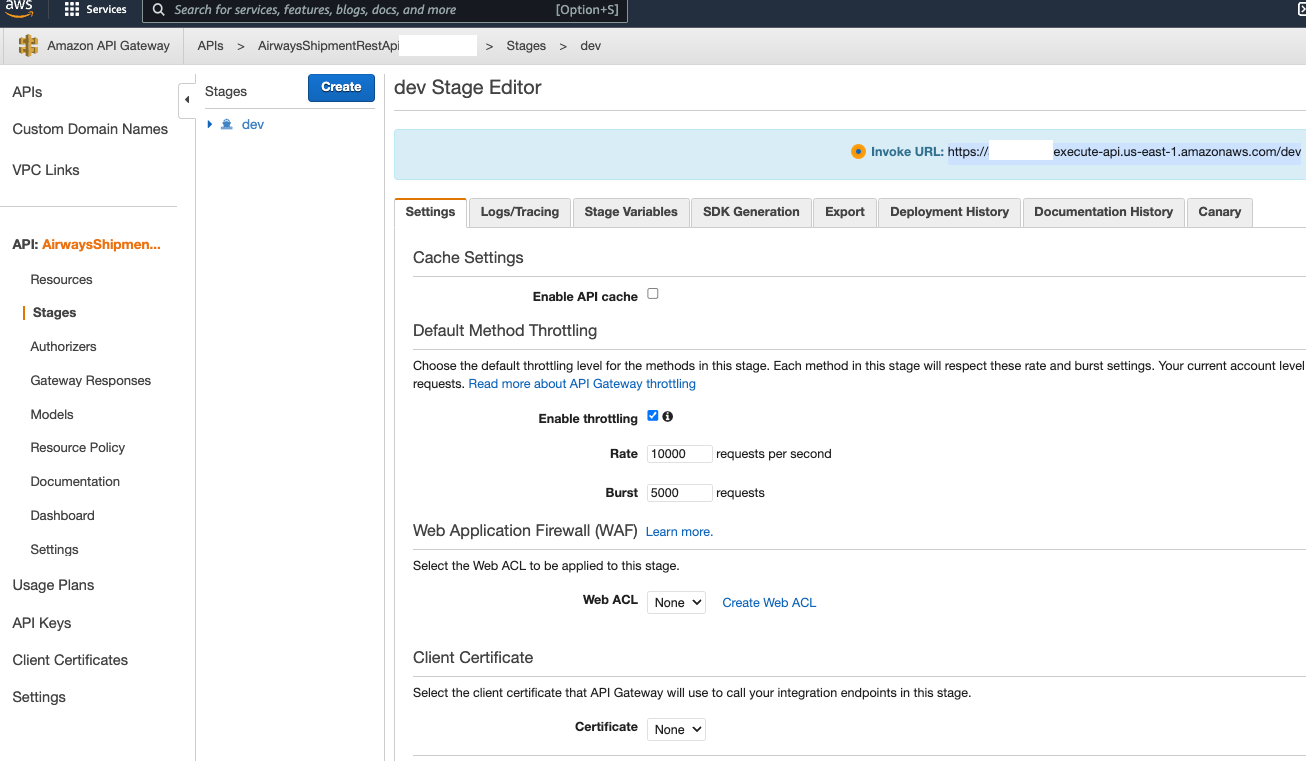 aws
Services
Search for services, features, blogs, docs, and more
[Option+S]
Amazon API Gateway
APIs > AirwaysShipmentRestApi > Stages > dev
APIs
Custom Domain Names
VPC Links
API: AirwaysShipmen...
Resources
Stages
Authorizers
Gateway Responses
Models
Resource Policy
Documentation
Dashboard
Settings
Usage Plans
API Keys
Client Certificates
Settings
Stages
Create
dev
dev Stage Editor
Invoke URL: https:// execute-api.us-east-1.amazonaws.com/dev
Settings
Logs/Tracing
Stage Variables
SDK Generation
Export
Deployment History
Documentation History
Canary
Cache Settings
Enable API cache
Default Method Throttling
Choose the default throttling level for the methods in this stage. Each method in this stage will respect these rate and burst settings. Your current account level
requests. Read more about API Gateway throttling
Enable throttling
Rate 10000 requests per second
Burst 5000 requests
Web Application Firewall (WAF) Learn more.
Select the Web ACL to be applied to this stage.
Web ACL None Create Web ACL
Client Certificate
Select the client certificate that API Gateway will use to call your integration endpoints in this stage.
Certificate None